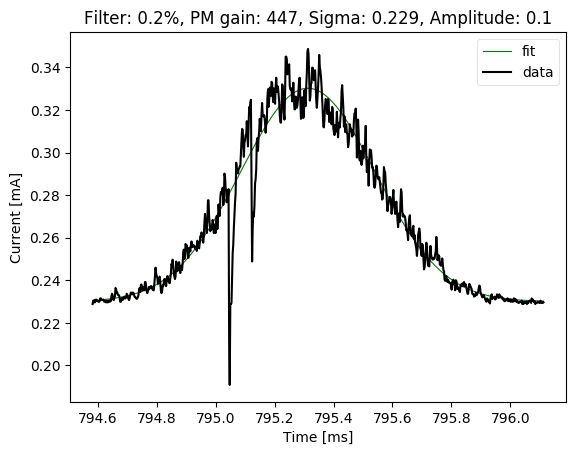 Filter: 0.2%, PM gain: 447, Sigma: 0.229, Amplitude: 0.1
fit
data
0.34
0.32
0.30
0.28
0.26
0.24
0.22
0.20
Current [mA]
794.6 794.8 795.0 795.2 795.4 795.6 795.8 796.0
Time [ms]